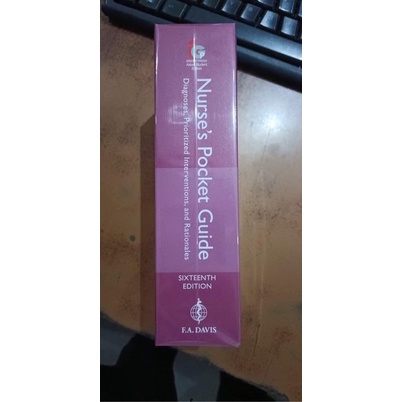 Nurse's Pocket Guide
Diagnoses, Prioritized Interventions, and Rationales
SIXTEENTH
EDITION
F.A. DAVIS